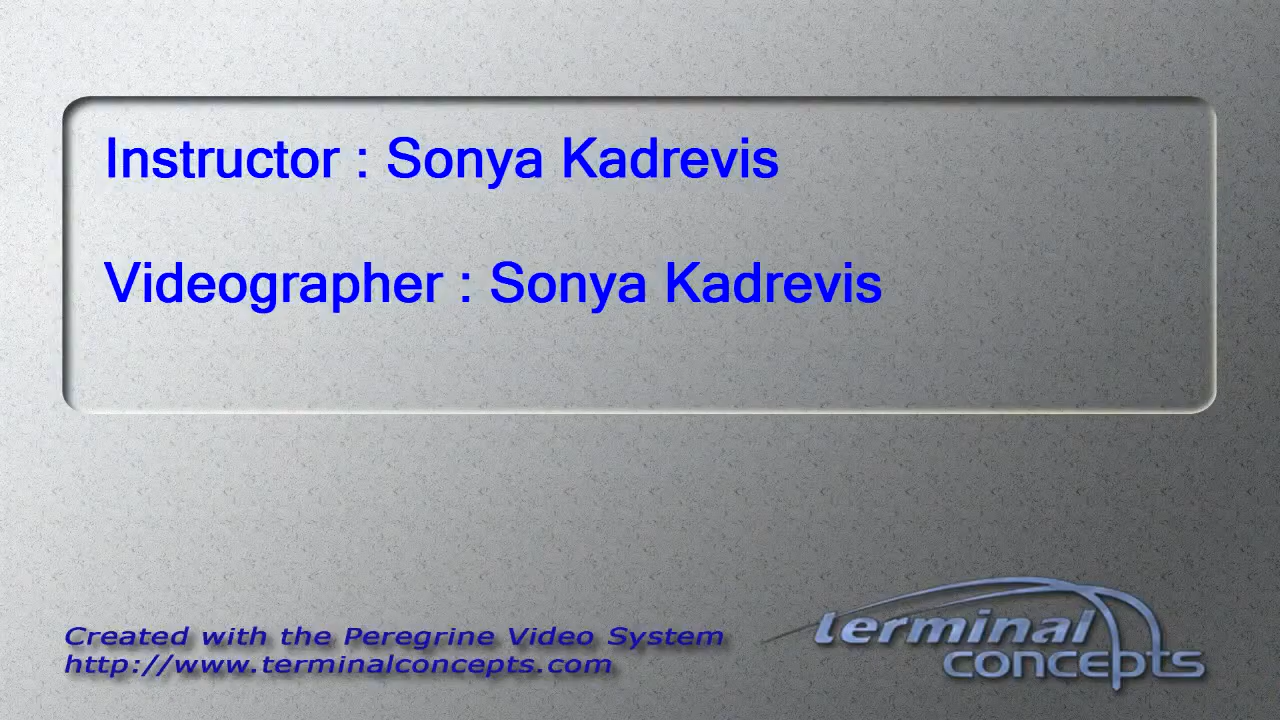 Instructor : Sonya Kadrevis
Videographer : Sonya Kadrevis
Created with the Peregrine Video System
http://www.terminalconcepts.com
terminal
concepts